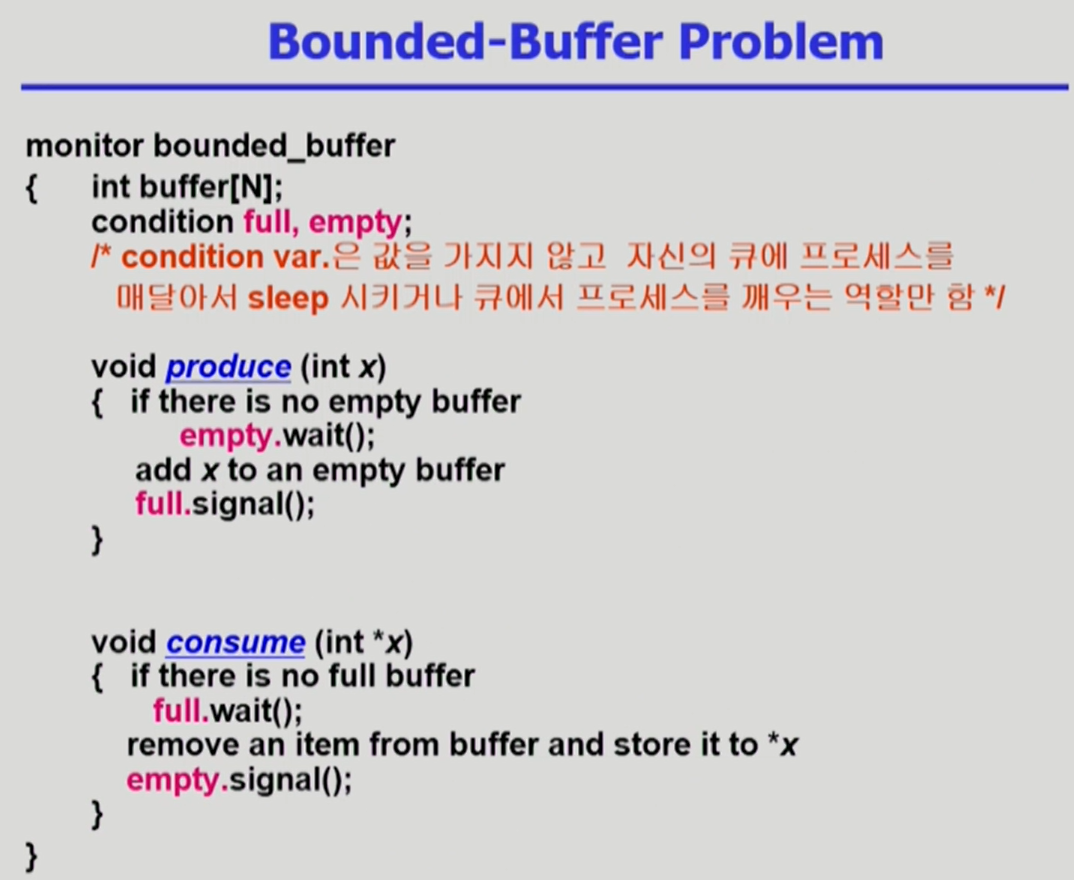 Bounded-Buffer Problem
monitor bounded_buffer
{ int buffer[N];
condition full, empty;
/* condition var.은 값을 가지지 않고 자신의 큐에 프로세스를
매달아서 sleep 시키거나 큐에서 프로세스를 깨우는 역할만 함 */
void produce (int x)
{ if there is no empty buffer
empty.wait();
add x to an empty buffer
full.signal();
}
void consume (int *x)
{ if there is no full buffer
full.wait();
remove an item from buffer and store it to *x
empty.signal();
}
}